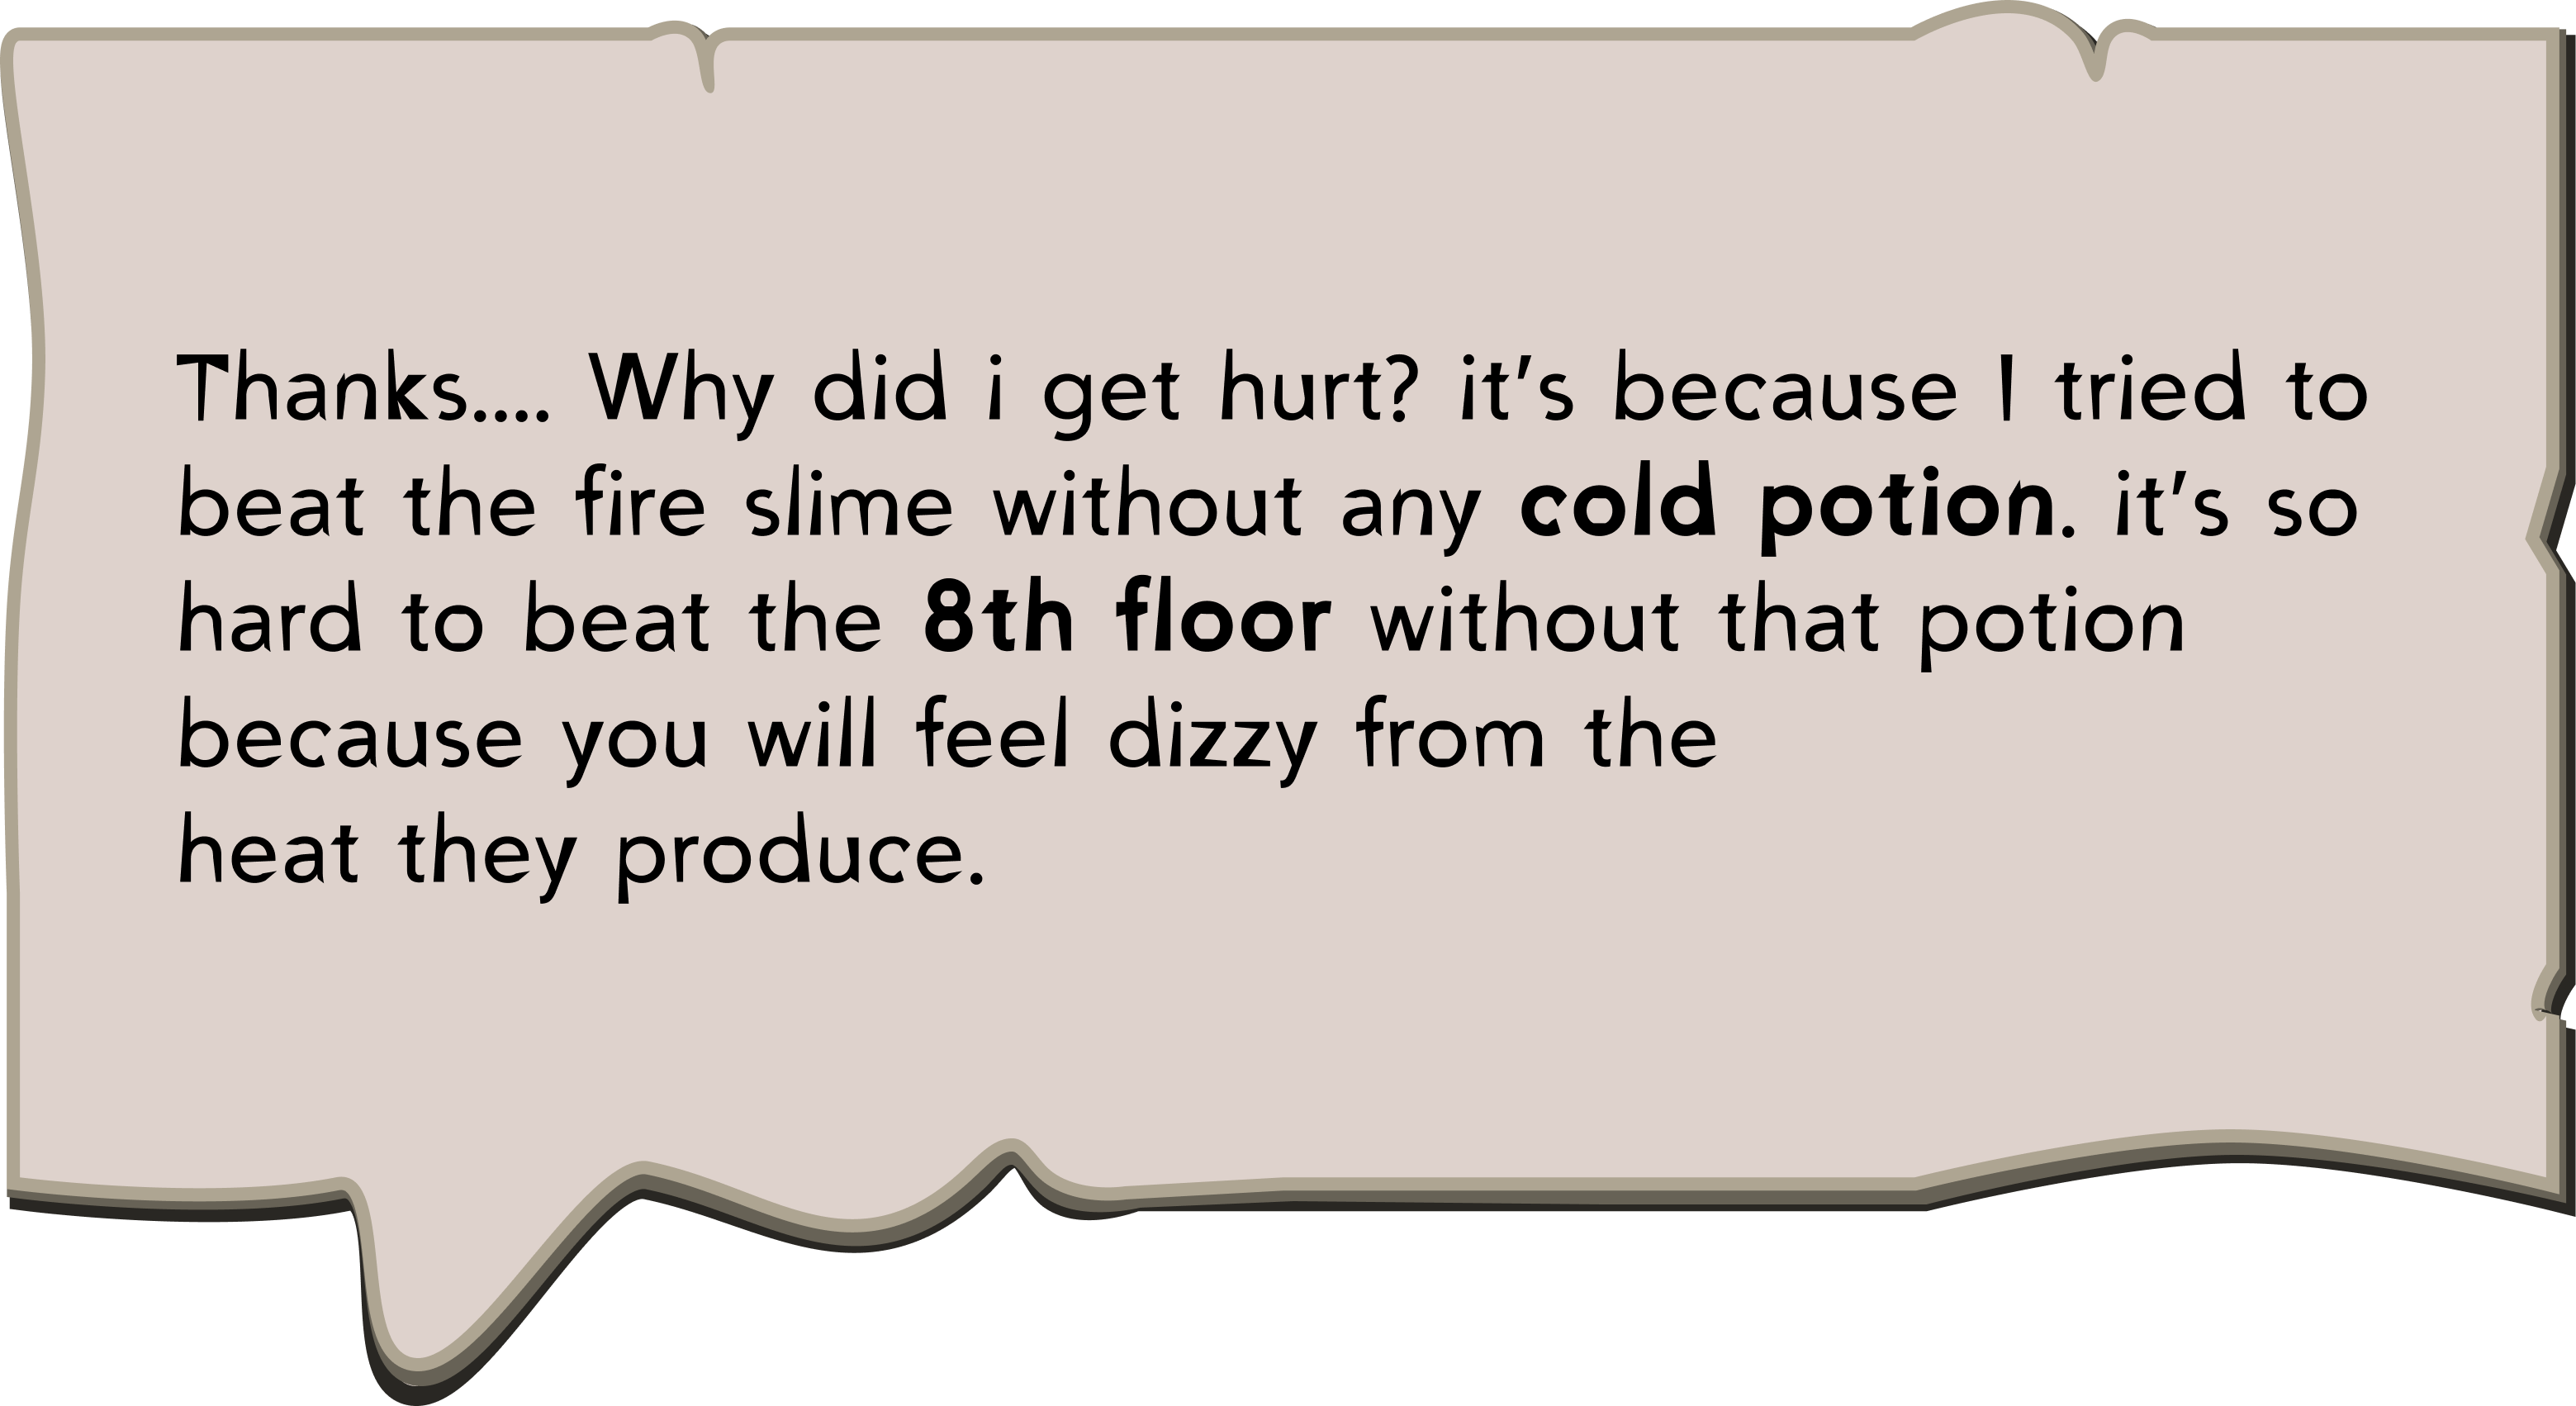 Thanks.... Why did i get hurt? it's because I tried to
beat the fire slime without any cold potion. it's so
hard to beat the 8th floor without that potion
because you will feel dizzy from the
heat they produce.